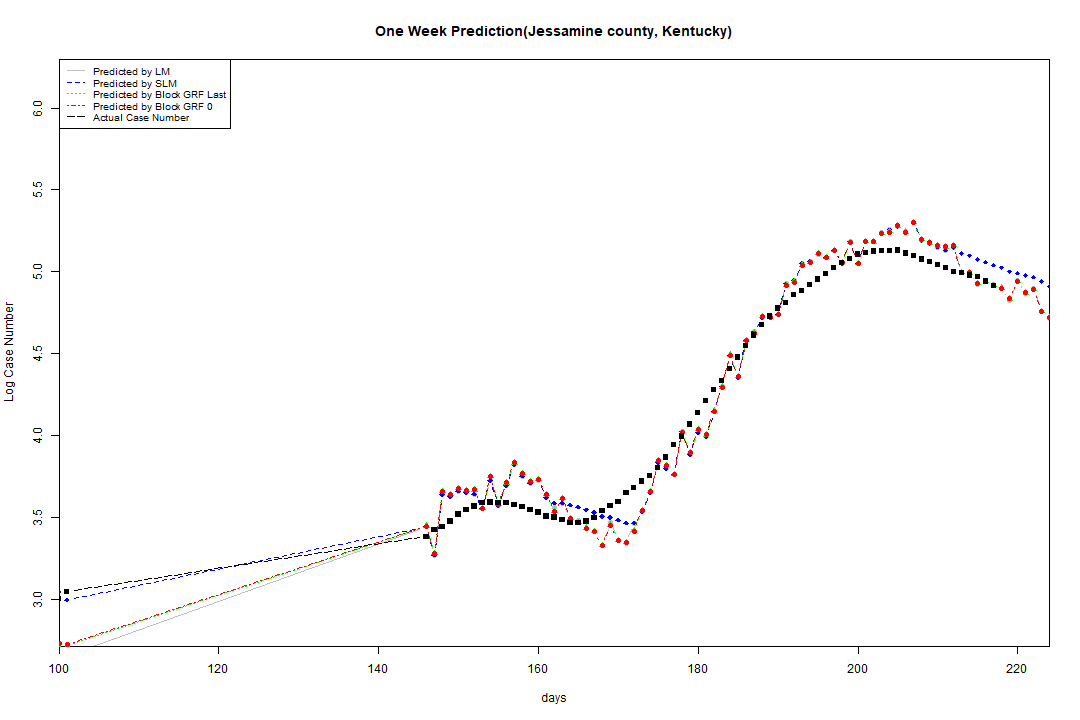 One Week Prediction(Jessamine county, Kentucky)
Predicted by LM
Predicted by SLM
Predicted by Block GRF Last
Predicted by Block GRF 0
Actual Case Number
Log Case Number
6.0
5.5
5.0
4.5
4.0
3.5
3.0
100 120 140 160 180 200 220
days